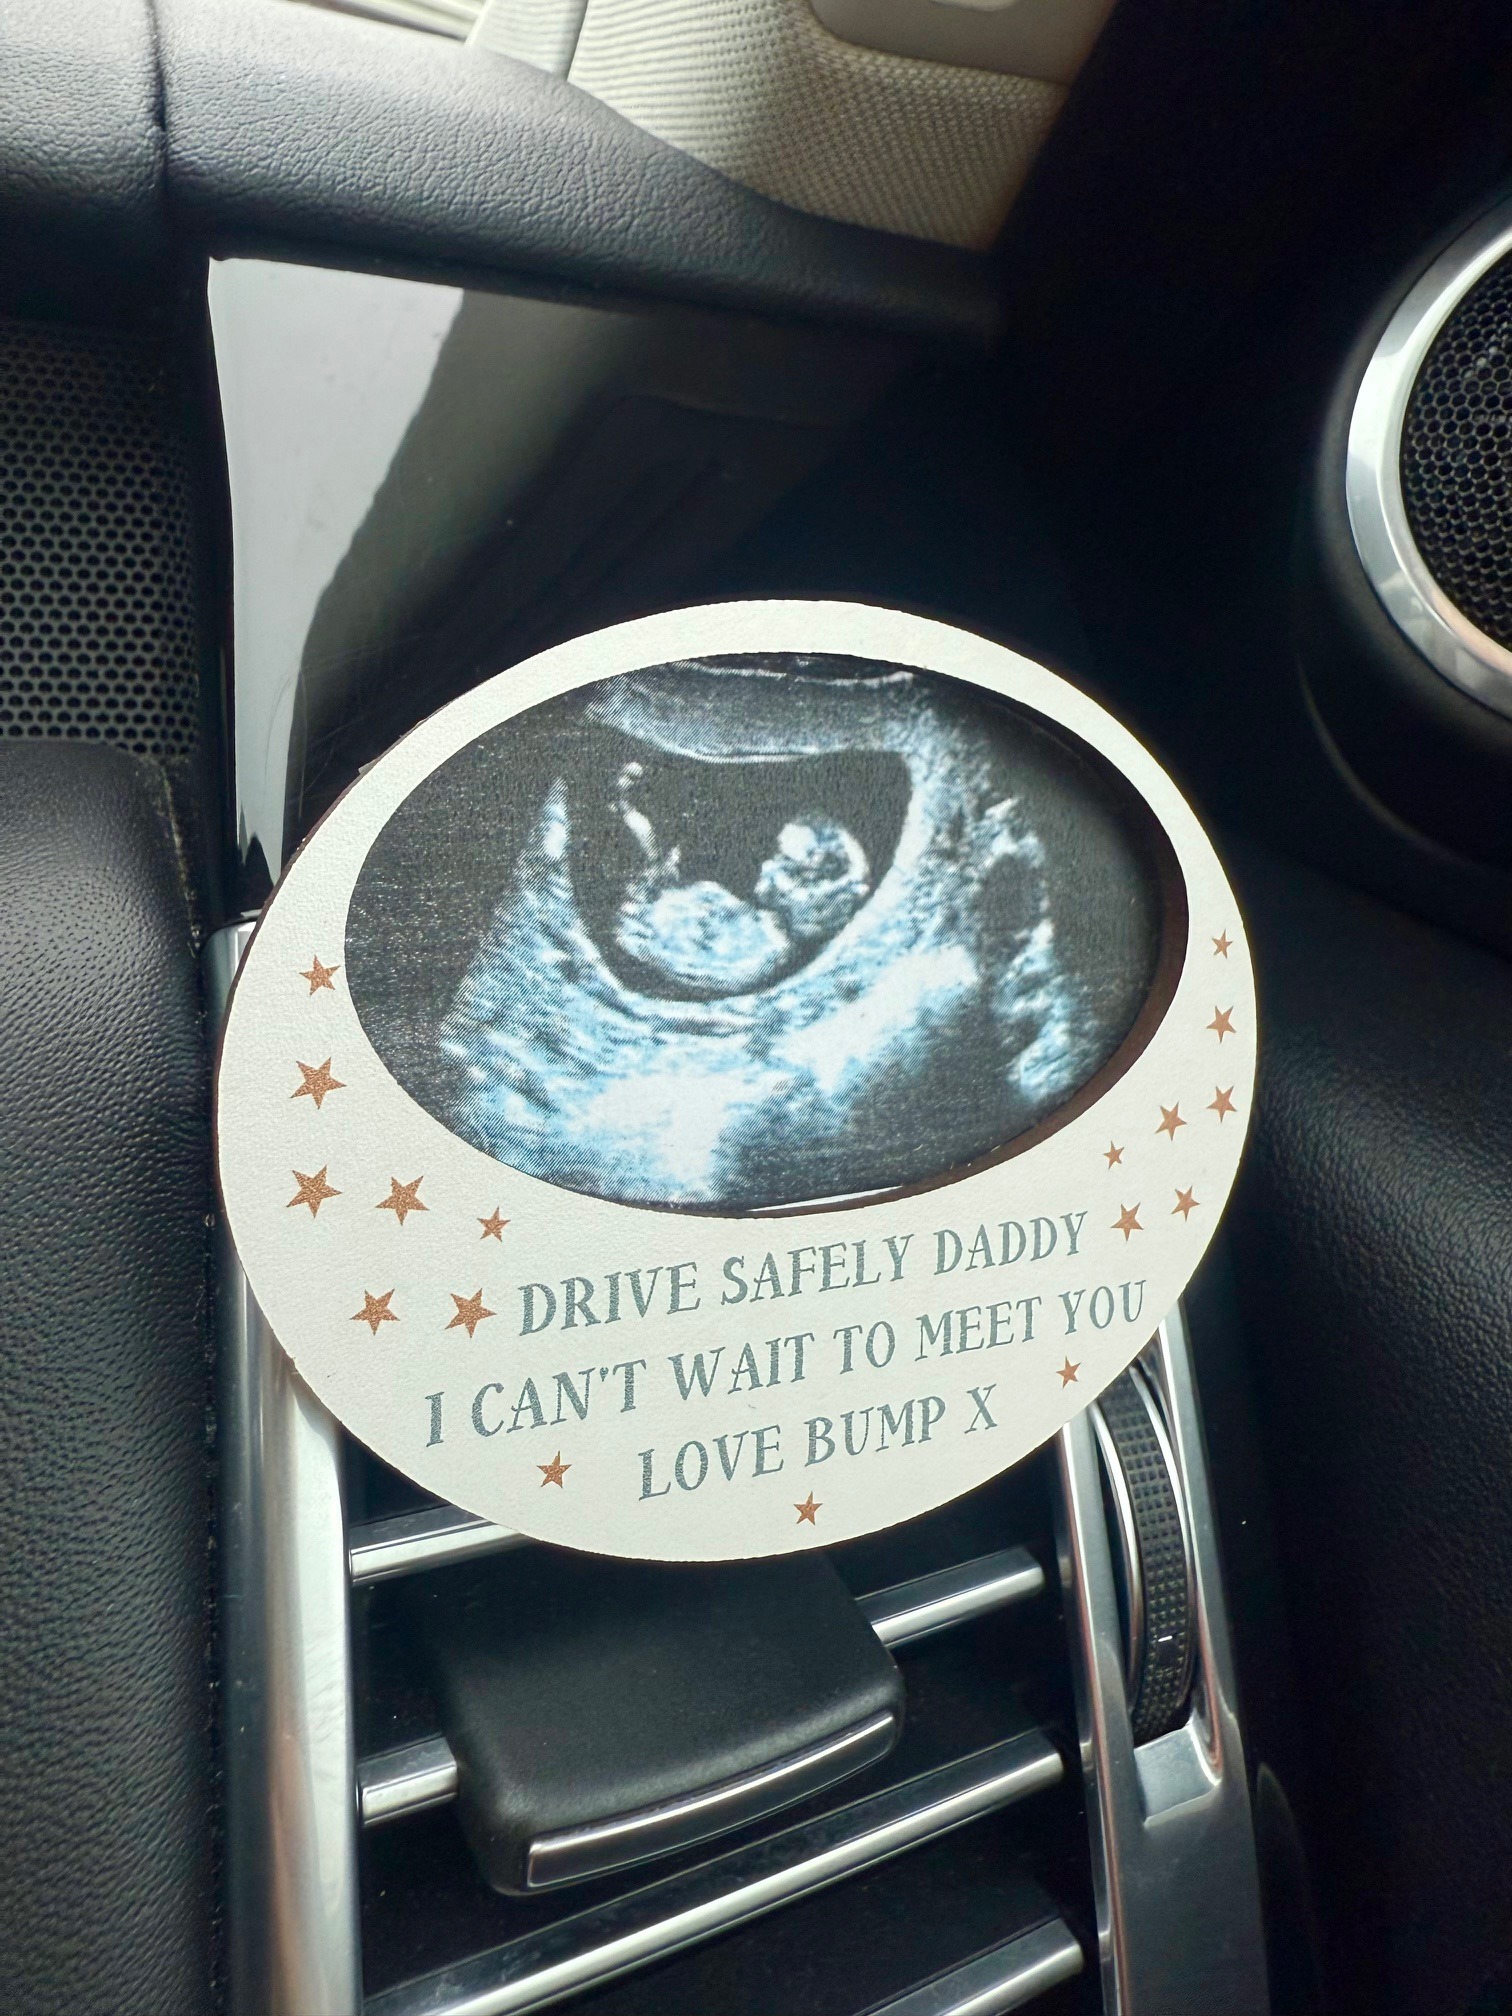 DRIVE SAFELY DADDY
I CAN'T WAIT TO MEET YOU
LOVE BUMP X